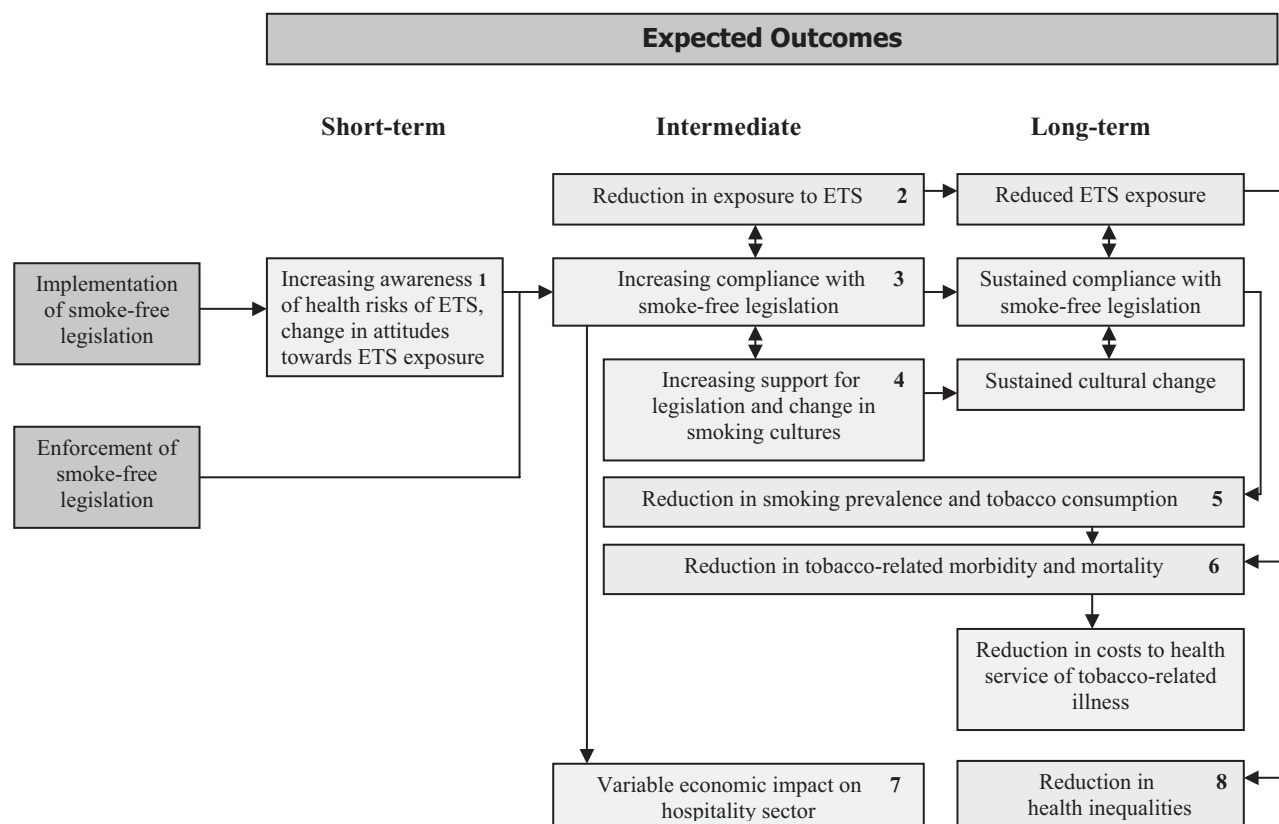 Expected Outcomes
Short-term
Intermediate
Long-term
Reduction in exposure to ETS 2
Reduced ETS exposure
Implementation
of smoke-free
legislation
Increasing awareness 1
of health risks of ETS,
change in attitudes
towards ETS exposure
Increasing compliance with 3
smoke-free legislation
Sustained compliance with
smoke-free legislation
Increasing support for 4
legislation and change in
smoking cultures
Sustained cultural change
Enforcement of
smoke-free
legislation
Reduction in smoking prevalence and tobacco consumption 5
Reduction in tobacco-related morbidity and mortality 6
Reduction in costs to health
service of tobacco-related
illness
Variable economic impact on 7
hospitality sector
Reduction in 8
health inequalities